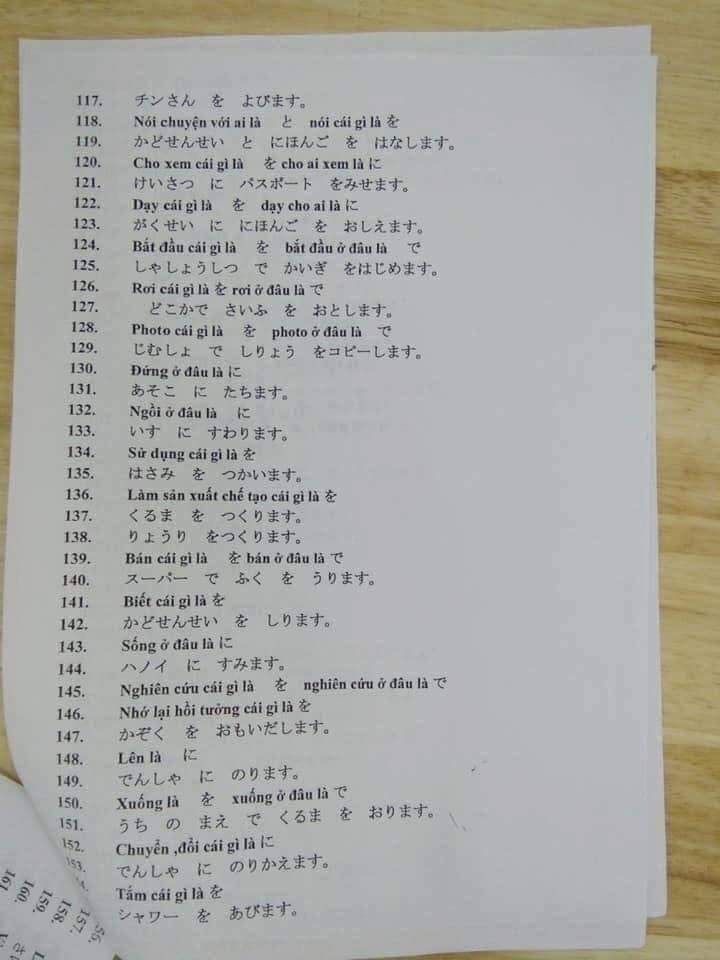 117. チンさん を よびます。
118. Nói chuyện với ai là と nói cái gì là を
119. かどせんせい と にほんご を はなします。
120. Cho xem cái gì là を cho ai xem là に
121. けいさつ に パスポート をみせます。
122. Dạy cái gì là を dạy cho ai là に
123. がくせい に にほんご を おしえます。
124. Bắt đầu cái gì là を bắt đầu ở đâu là で
125. しゃしょうしつ で かいぎ をはじめます。
126. Rơi cái gì là を rơi ở đâu là で
127. どこかで さいふ を おとします。
128. Photo cái gì là を photo ở đâu là で
129. じむしょ で しりょう をコピーします。
130. Đứng ở đâu là に
131. あそこ に たちます。
132. Ngồi ở đâu là に
133. いす に すわります。
134. Sử dụng cái gì là を
135. はさみ を つかいます。
136. Làm sản xuất chế tạo cái gì là を
137. くるま を つくります。
138. りょうり をつくります。
139. Bán cái gì là を bán ở đâu là で
140. スーパー で ふく を うります。
141. Biết cái gì là を
142. かどせんせい を しります。
143. Sống ở đâu là に
144. ハノイ に すみます。
145. Nghiên cứu cái gì là を nghiên cứu ở đâu là で
146. Nhớ lại hồi tưởng cái gì là を
147. かぞく を おもいだします。
148. Lên là に
149. でんしゃ に のります。
150. Xuống là を xuống ở đâu là で
151. うち の まえ で くるま を おります。
152. Chuyển ,đổi cái gì là に
153. でんしゃ に のりかえます。
Tắm cái gì là を
シャワー を あびます。
157.
158.
159.
160.
161